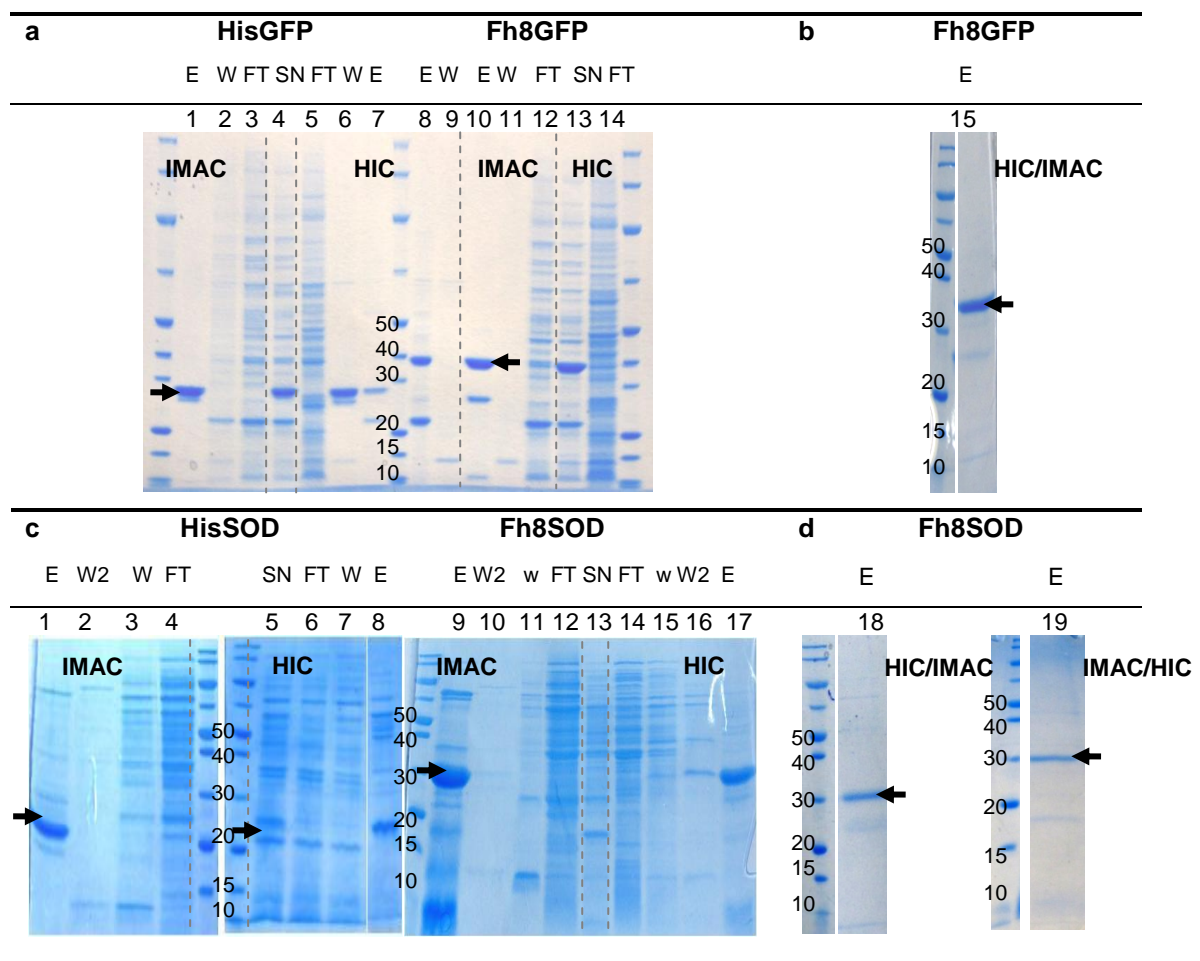 a HisGFP Fh8GFP b Fh8GFP
E W FT SN FT W E E W E W FT SN FT E
1 2 3 4 5 6 7 8 9 10 11 12 13 14 15
IMAC HIC IMAC HIC HIC/IMAC
50 50
40 40
30 30
20 20
15 15
10 10
c HisSOD Fh8SOD d Fh8SOD
E W2 W FT SN FT W E E W2 w FT SN FT w W2 E E E
1 2 3 4 5 6 7 8 9 10 11 12 13 14 15 16 17 18 19
IMAC HIC IMAC HIC HIC/IMAC IMAC/HIC
50 50 50 50
40 40 40 40
30 30 30 30
20 20 20 20
15 15 15 15
10 10 10 10